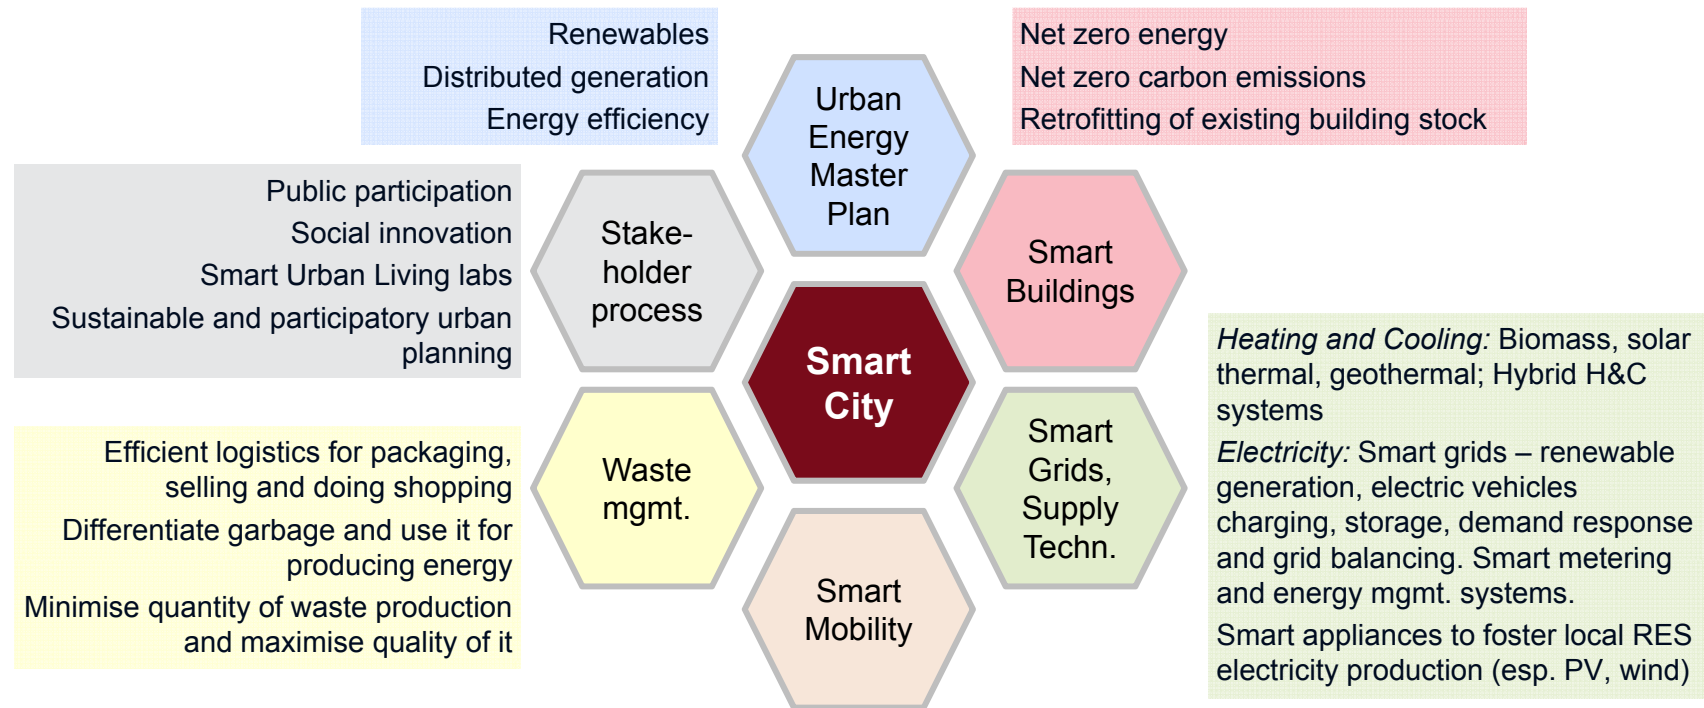 Renewables
Distributed generation
Energy efficiency
Urban
Energy
Master
Plan
Net zero energy
Net zero carbon emissions
Retrofitting of existing building stock
Public participation
Social innovation
Smart Urban Living labs
Sustainable and participatory urban
planning
Stake-
holder
process
Smart
Buildings
Smart
City
Heating and Cooling: Biomass, solar
thermal, geothermal; Hybrid H&C
systems
Electricity: Smart grids – renewable
generation, electric vehicles
charging, storage, demand response
and grid balancing. Smart metering
and energy mgmt. systems.
Smart appliances to foster local RES
electricity production (esp. PV, wind)
Efficient logistics for packaging,
selling and doing shopping
Differentiate garbage and use it for
producing energy
Minimise quantity of waste production
and maximise quality of it
Waste
mgmt.
Smart
Grids,
Supply
Techn.
Smart
Mobility